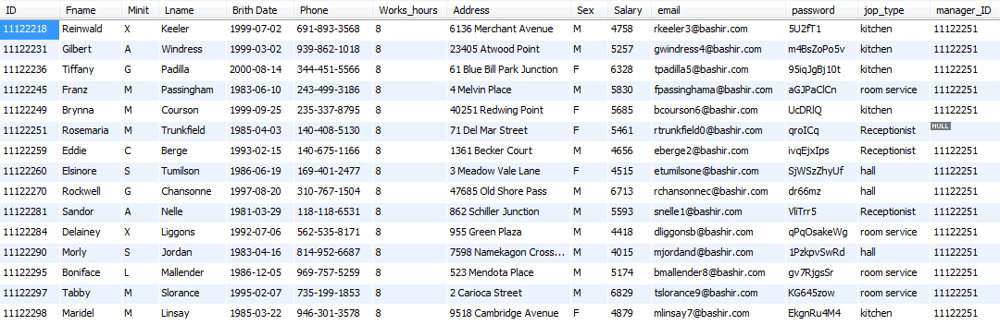 ID Fname Minit Lname Brith Date Phone Works_hours Address Sex Salary email password jop_type manager_ID
11122218 Reinwald X Keeler 1999-07-02 691-893-3568 8 6136 Merchant Avenue M 4758 rkeeler3@bashir.com 5U2fT1 kitchen 11122251
11122231 Gilbert A Windress 1999-03-02 939-862-1018 8 23405 Atwood Point M 5257 gwindress4@bashir.com m4BsZoPo5v kitchen 11122251
11122236 Tiffany G Padilla 2000-08-14 344-451-5566 8 61 Blue Bill Park Junction F 6328 tpadilla5@bashir.com 95iqJgBj10t kitchen 11122251
11122245 Franz M Passingham 1983-06-10 243-499-3186 8 4 Melvin Place M 5830 fpassinghama@bashir.com aGJPaClCn room service 11122251
11122249 Brynna M Courson 1999-09-25 235-337-8795 8 40251 Redwing Point F 5685 bcourson6@bashir.com UcDRlQ kitchen 11122251
11122251 Rosemaria M Trunkfield 1985-04-03 140-408-5130 8 71 Del Mar Street F 5461 rtrunkfield0@bashir.com qroICq Receptionist NULL
11122259 Eddie C Berge 1993-02-15 140-675-1166 8 1361 Becker Court M 4656 eberge2@bashir.com ivqEjxIps Receptionist 11122251
11122260 Elsinore S Tumilson 1986-06-19 169-401-2477 8 3 Meadow Vale Lane F 4515 etumilsone@bashir.com SjWSzZhyUf hall 11122251
11122270 Rockwell G Chansonne 1997-08-20 310-767-1504 8 47685 Old Shore Pass M 6713 rchansonnec@bashir.com dr66mz hall 11122251
11122281 Sandor A Nelle 1981-03-29 118-118-6531 8 862 Schiller Junction M 5593 snelle1@bashir.com VliTrr5 Receptionist 11122251
11122284 Delainey X Liggons 1992-07-06 562-535-8171 8 955 Green Plaza M 4418 dliggonsb@bashir.com qPqOsakeWg room service 11122251
11122290 Morly S Jordan 1983-04-16 814-952-6687 8 7598 Namekagon Cross... M 4015 mjordand@bashir.com 1PzkpvSwRd hall 11122251
11122295 Boniface L Mallender 1986-12-05 969-757-5259 8 523 Mendota Place M 5174 bmallender8@bashir.com gv7RjgsSr room service 11122251
11122297 Tabby M Slorance 1995-02-07 735-199-1853 8 2 Carioca Street M 6829 tslorance9@bashir.com KG645zow room service 11122251
11122298 Maridel M Linsay 1985-03-22 946-301-3578 8 9518 Cambridge Avenue F 4879 mlinsay7@bashir.com EkgnRu4M4 kitchen 11122251